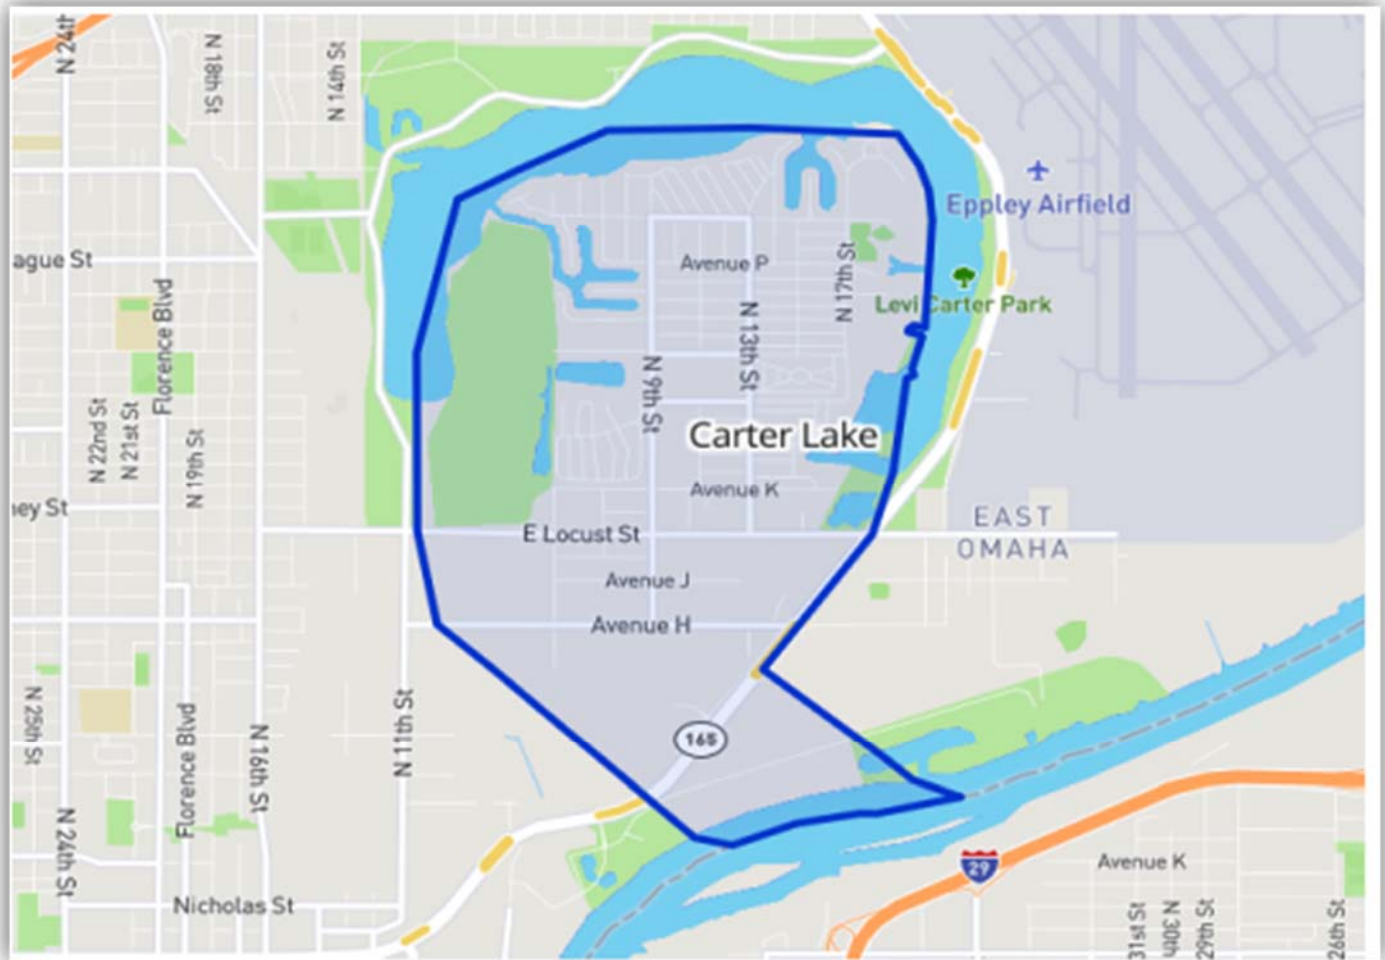 N 24th
N 18th St
N 14th St
Eppley Airfield
ague St
Avenue P
N 17th St
Levi Carter Park
Florence Blvd
N 13th St
N 9th St
N 22nd St
N 21st St
N 19th St
Carter Lake
Avenue K
ney St
E Locust St
EAST
OMAHA
Avenue J
Avenue H
N 25th St
Florence Blvd
N 16th St
N 11th St
165
N 24th St
29
Avenue K
Nicholas St
31st St
N 30th
29th St
26th St